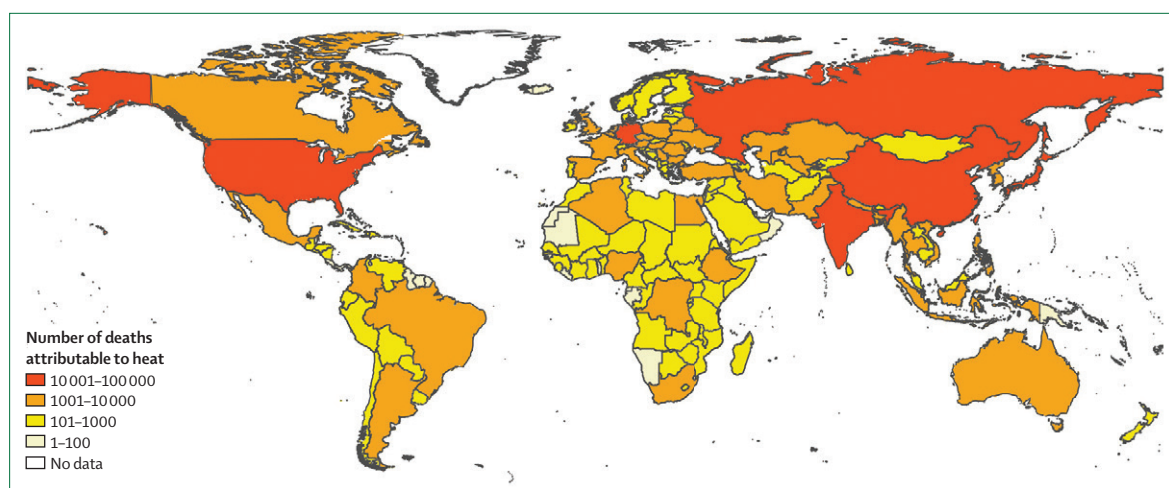 Number of deaths
attributable to heat
10 001–100 000
1001–10 000
101–1000
1–100
No data